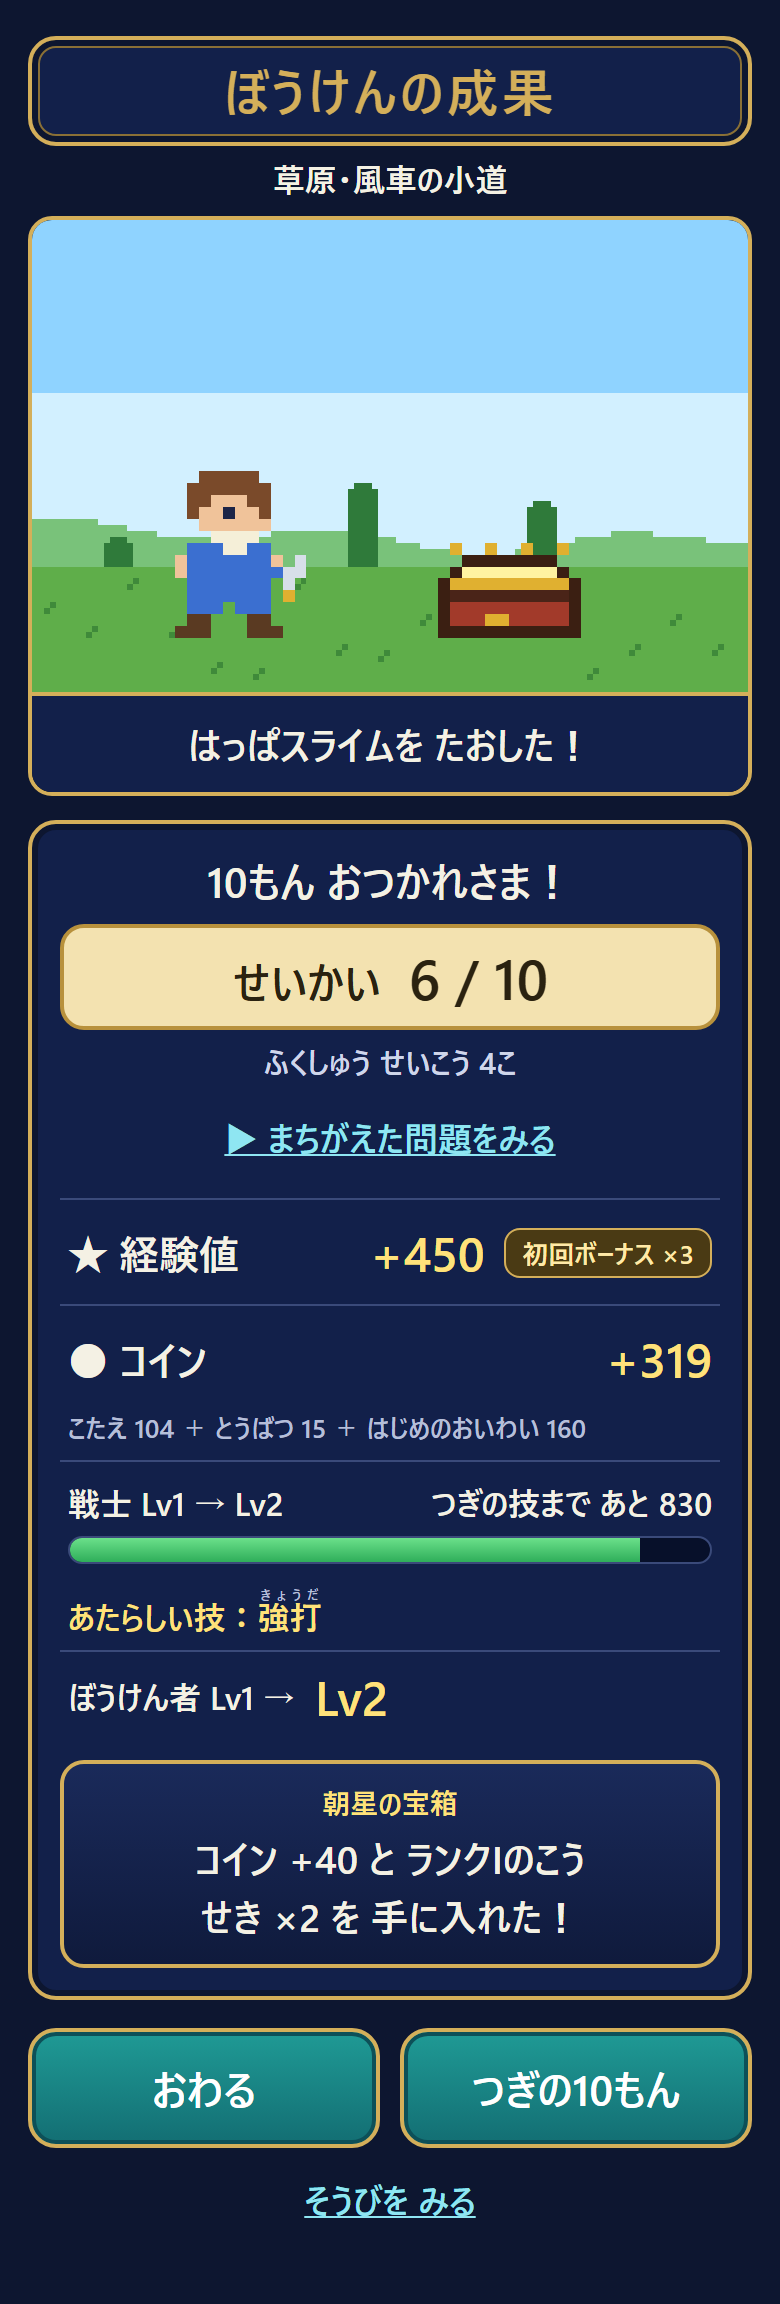 ぼうけんの成果
草原・風車の小道
はっぱスライムを たおした！
10もん おつかれさま！
せいかい 6 / 10
ふくしゅう せいこう 4こ
▶ まちがえた問題をみる
★ 経験値 +450 初回ボーナス ×3
● コイン +319
こたえ 104 ＋ とうばつ 15 ＋ はじめのおいわい 160
戦士 Lv1 → Lv2 つぎの技まで あと 830
きょうだ
あたらしい技：強打
ぼうけん者 Lv1 → Lv2
朝星の宝箱
コイン +40 と ランクIのこう
せき ×2 を 手に入れた！
おわる つぎの10もん
そうびを みる